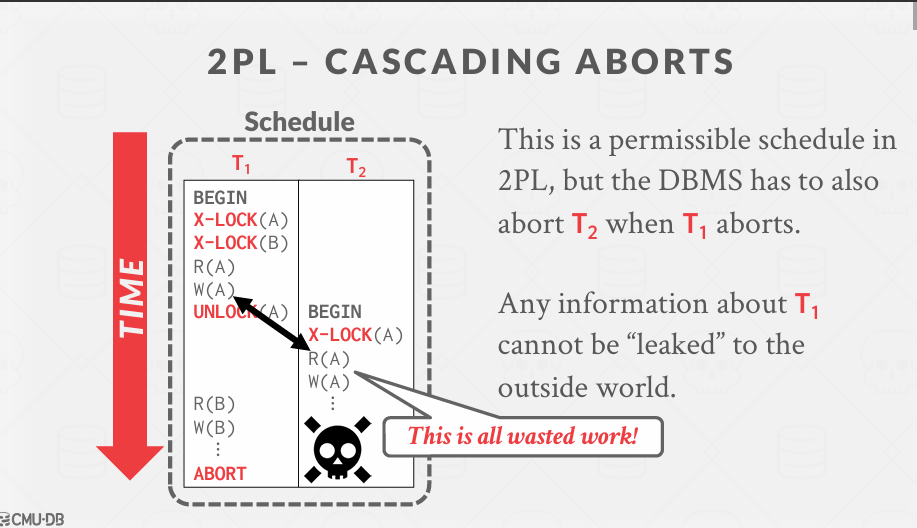 2PL – CASCADING ABORTS
Schedule
TIME
T1
T2
BEGIN
X-LOCK(A)
X-LOCK(B)
R(A)
W(A)
UNLOCK(A)
BEGIN
X-LOCK(A)
R(A)
W(A)
⋮
R(B)
W(B)
⋮
ABORT
This is all wasted work!
This is a permissible schedule in
2PL, but the DBMS has to also
abort T2 when T1 aborts.
Any information about T1
cannot be “leaked” to the
outside world.
CMU·DB